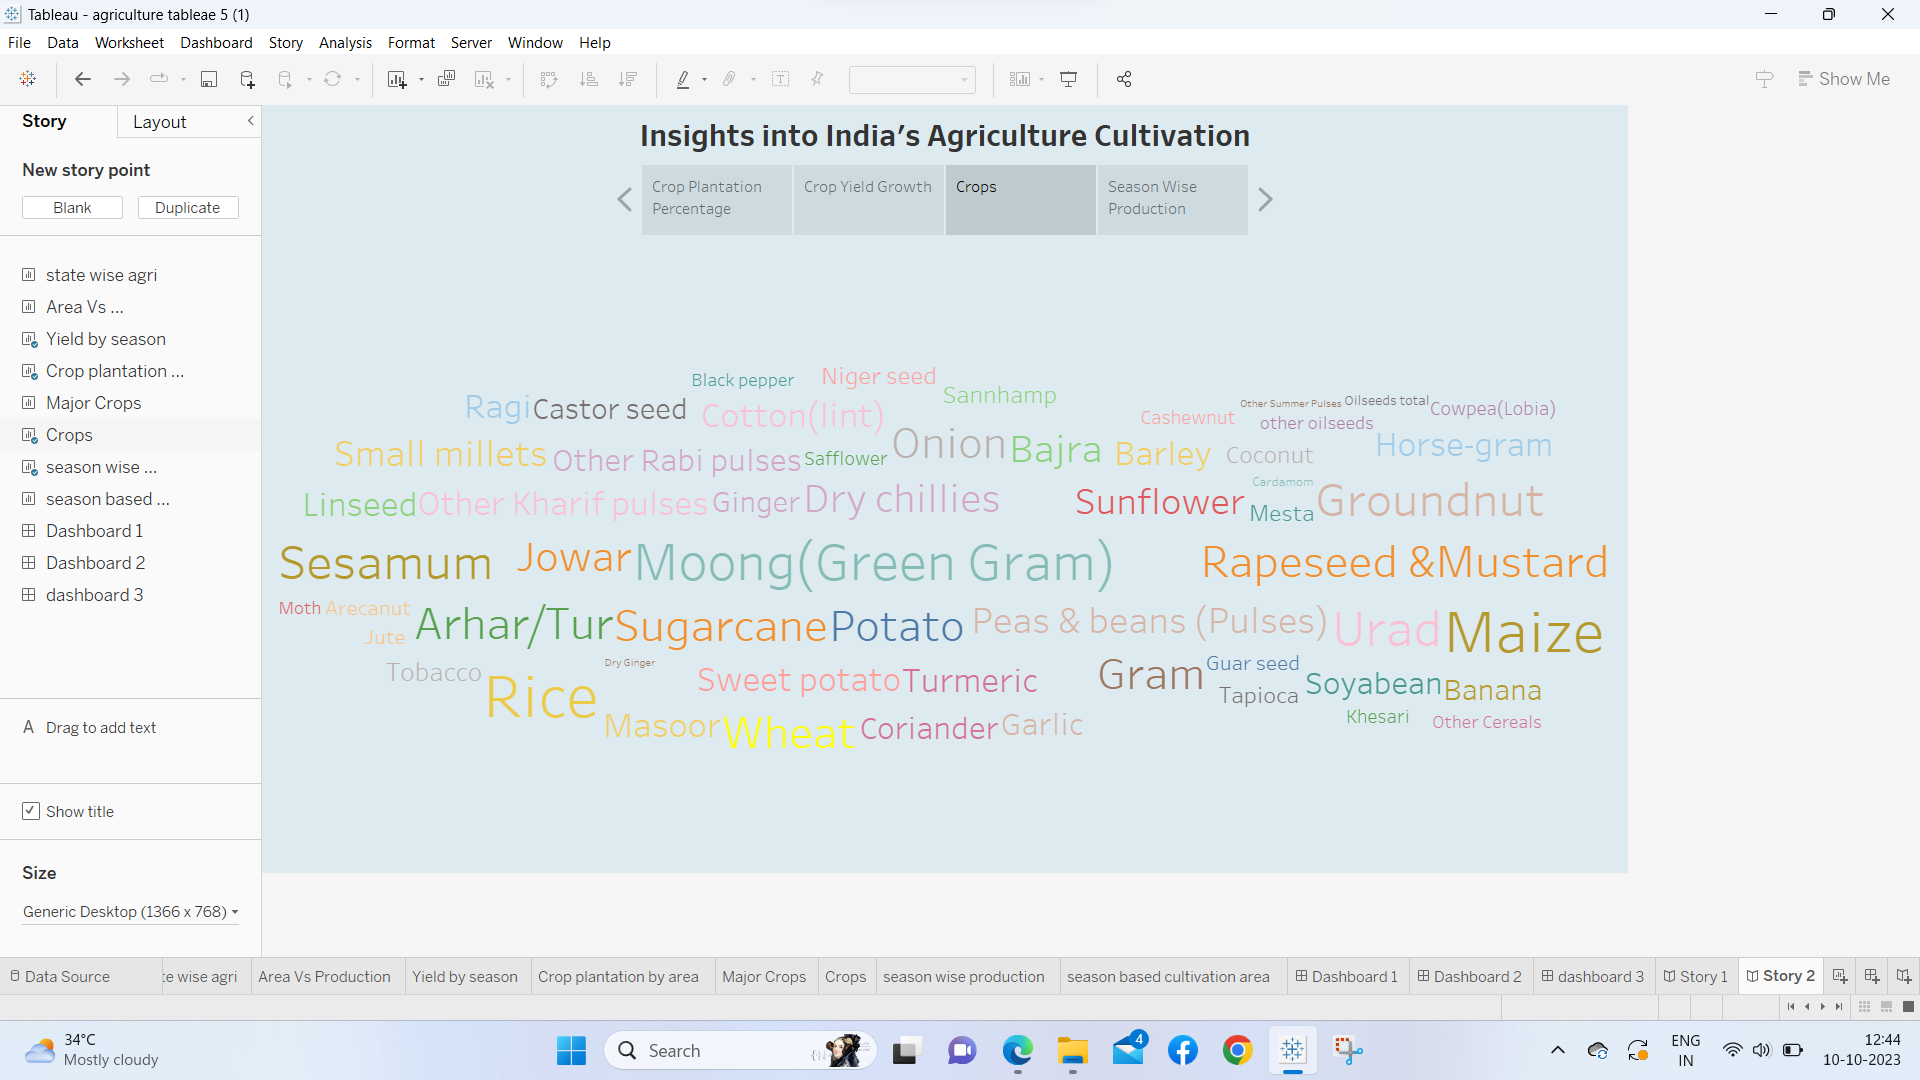 Tableau - agriculture tableae 5 (1)
File Data Worksheet Dashboard Story Analysis Format Server Window Help
Show Me
Story
Layout
New story point
Blank
Duplicate
state wise agri
Area Vs ...
Yield by season
Crop plantation ...
Major Crops
Crops
season wise ...
season based ...
Dashboard 1
Dashboard 2
dashboard 3
A Drag to add text
Show title
Size
Generic Desktop (1366 x 768)
Insights into India's Agriculture Cultivation
Crop Plantation
Percentage
Crop Yield Growth
Crops
Season Wise
Production
Black pepper
Niger seed
Ragi
Castor seed
Cotton(lint)
Sannhamp
Cashewnut
Other Summer Pulses
Oilseeds total
other oilseeds
Cowpea(Lobia)
Small millets
Other Rabi pulses
Safflower
Onion
Bajra
Barley
Coconut
Horse-gram
Linseed
Other Kharif pulses
Ginger
Dry chillies
Sunflower
Cardamom
Mesta
Groundnut
Sesamum
Jowar
Moong(Green Gram)
Rapeseed &Mustard
Moth
Arecanut
Jute
Arhar/Tur
Sugarcane
Potato
Peas & beans (Pulses)
Urad
Maize
Tobacco
Dry Ginger
Rice
Sweet potato
Turmeric
Gram
Guar seed
Tapioca
Soyabean
Banana
Masoor
Wheat
Coriander
Garlic
Khesari
Other Cereals
Data Source
te wise agri
Area Vs Production
Yield by season
Crop plantation by area
Major Crops
Crops
season wise production
season based cultivation area
Dashboard 1
Dashboard 2
dashboard 3
Story 1
Story 2
34°C
Mostly cloudy
Search
4
ENG
IN
12:44
10-10-2023